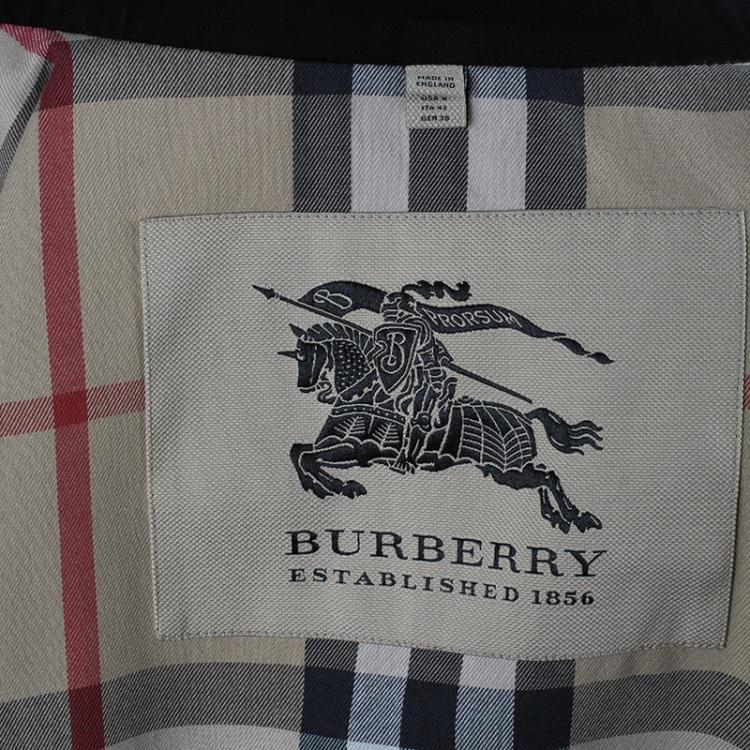 MADE IN
ENGLAND
USA 8
ITA 42
GER 38
B PRORSUM
B
BURBERRY
ESTABLISHED 1856